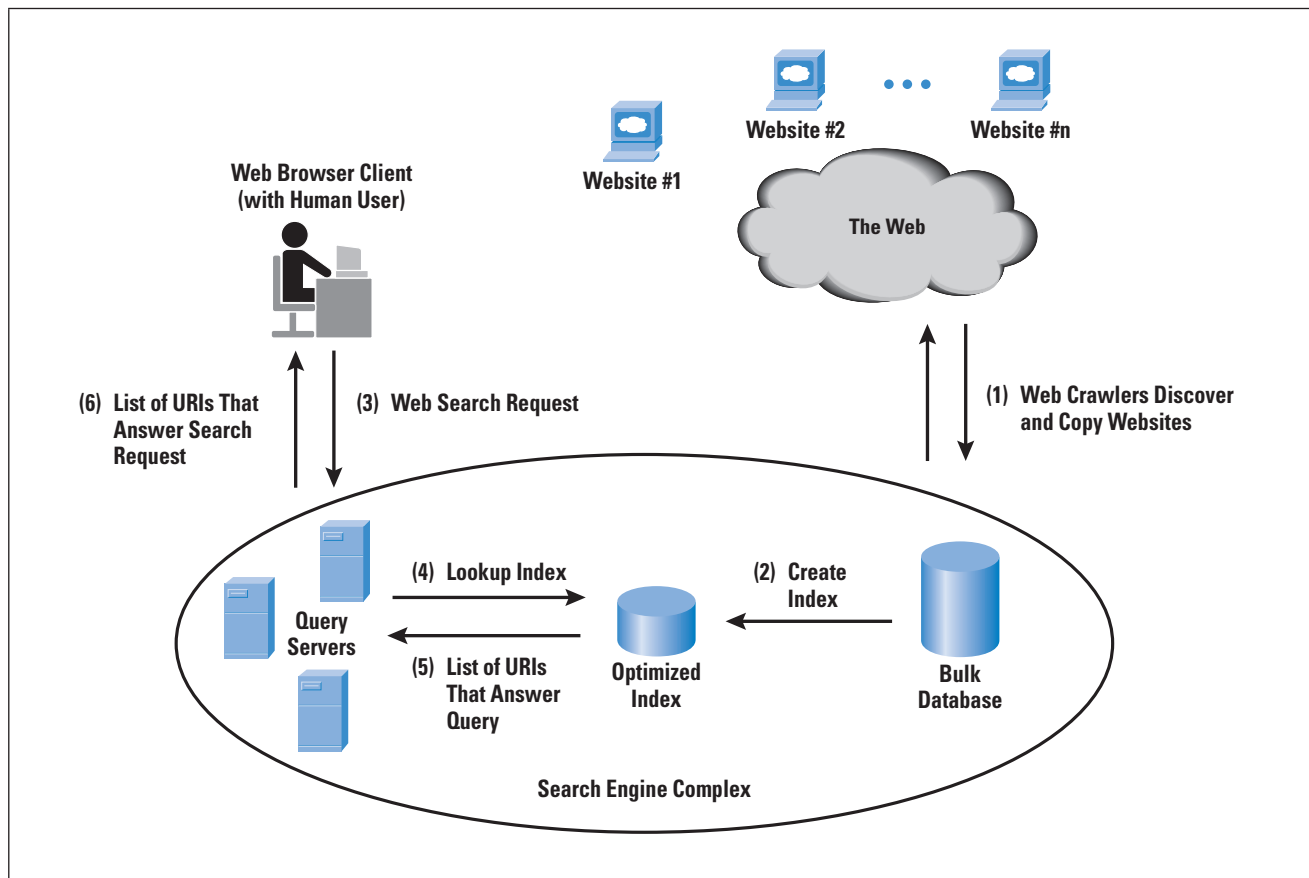 Website #1
Website #2
Website #n
The Web
Web Browser Client
(with Human User)
(6) List of URIs That
Answer Search
Request
(3) Web Search Request
(1) Web Crawlers Discover
and Copy Websites
Query
Servers
(4) Lookup Index
(5) List of URIs
That Answer
Query
Optimized
Index
(2) Create
Index
Bulk
Database
Search Engine Complex